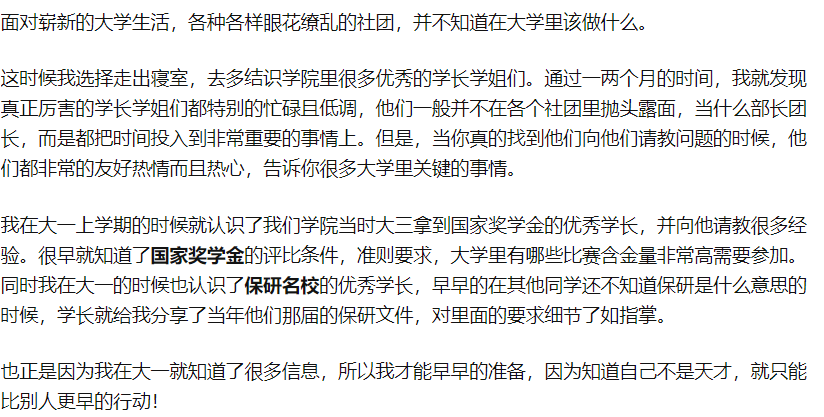 面对崭新的大学生活，各种各样眼花缭乱的社团，并不知道在大学里该做什么。
这时候我选择走出寝室，去多结识学院里很多优秀的学长学姐们。通过一两个月的时间，我就发现
真正厉害的学长学姐们都特别的忙碌且低调，他们一般并不在各个社团里抛头露面，当什么部长团
长，而是都把时间投入到非常重要的事情上。但是，当你真的找到他们向他们请教问题的时候，他
们都非常的友好热情而且热心，告诉你很多大学里关键的事情。
我在大一上学期的时候就认识了我们学院当时大三拿到国家奖学金的优秀学长，并向他请教很多经
验。很早就知道了国家奖学金的评比条件，准则要求，大学里有哪些比赛含金量非常高需要参加。
同时我在大一的时候也认识了保研名校的优秀学长，早早的在其他同学还不知道保研是什么意思的
时候，学长就给我分享了当年他们那届的保研文件，对里面的要求细节了如指掌。
也正是因为我在大一就知道了很多信息，所以我才能早早的准备，因为知道自己不是天才，就只能
比别人更早的行动！